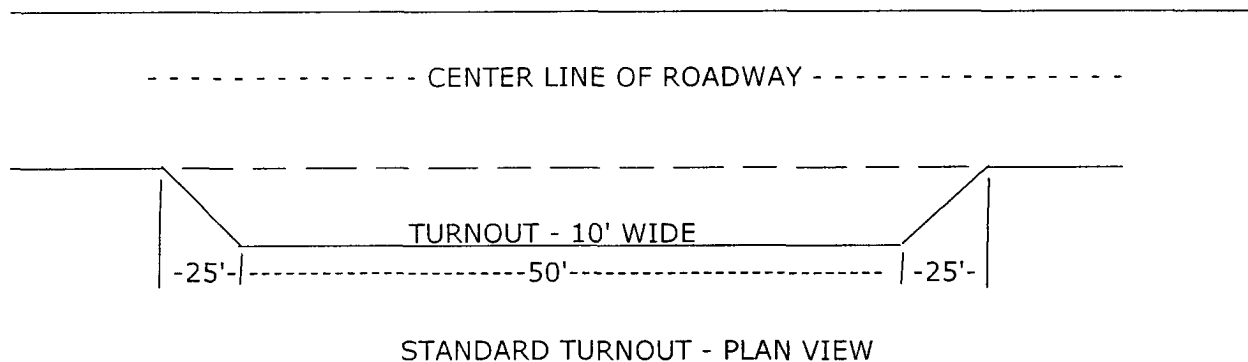 - - - - - - - - - - - - - CENTER LINE OF ROADWAY - - - - - - - - - - - - - - -
TURNOUT - 10' WIDE
-25'- -----------------------50'-------------------------- -25'-
STANDARD TURNOUT - PLAN VIEW